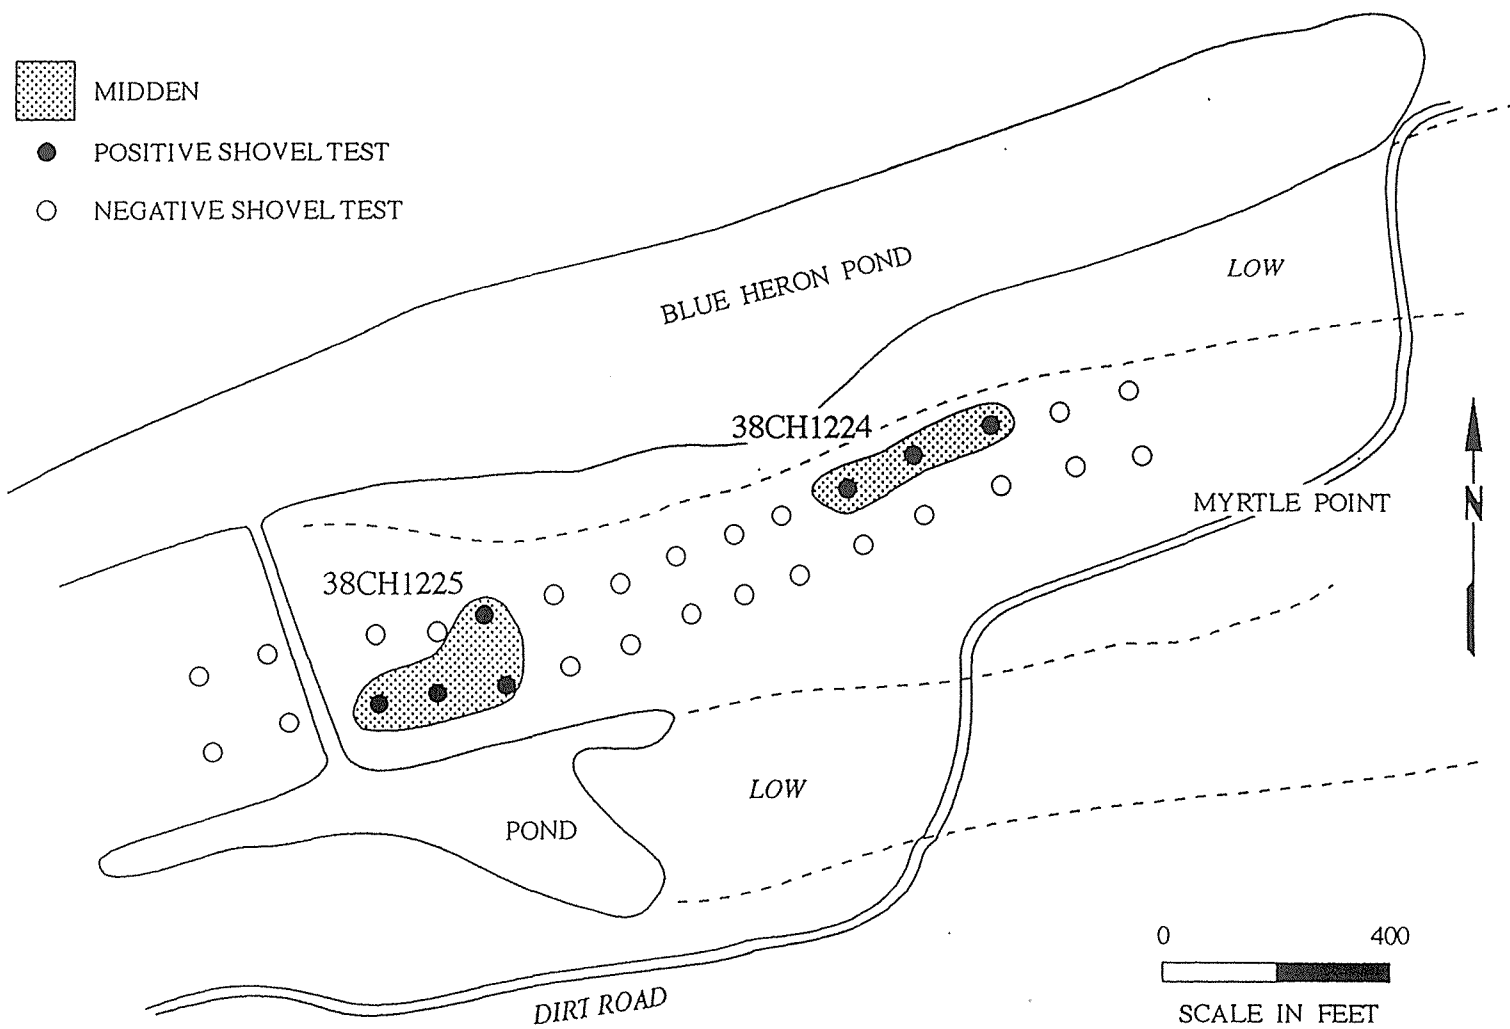 MIDDEN
POSITIVE SHOVEL TEST
NEGATIVE SHOVEL TEST
BLUE HERON POND
LOW
38CH1224
MYRTLE POINT
N
38CH1225
LOW
POND
DIRT ROAD
0 400
SCALE IN FEET